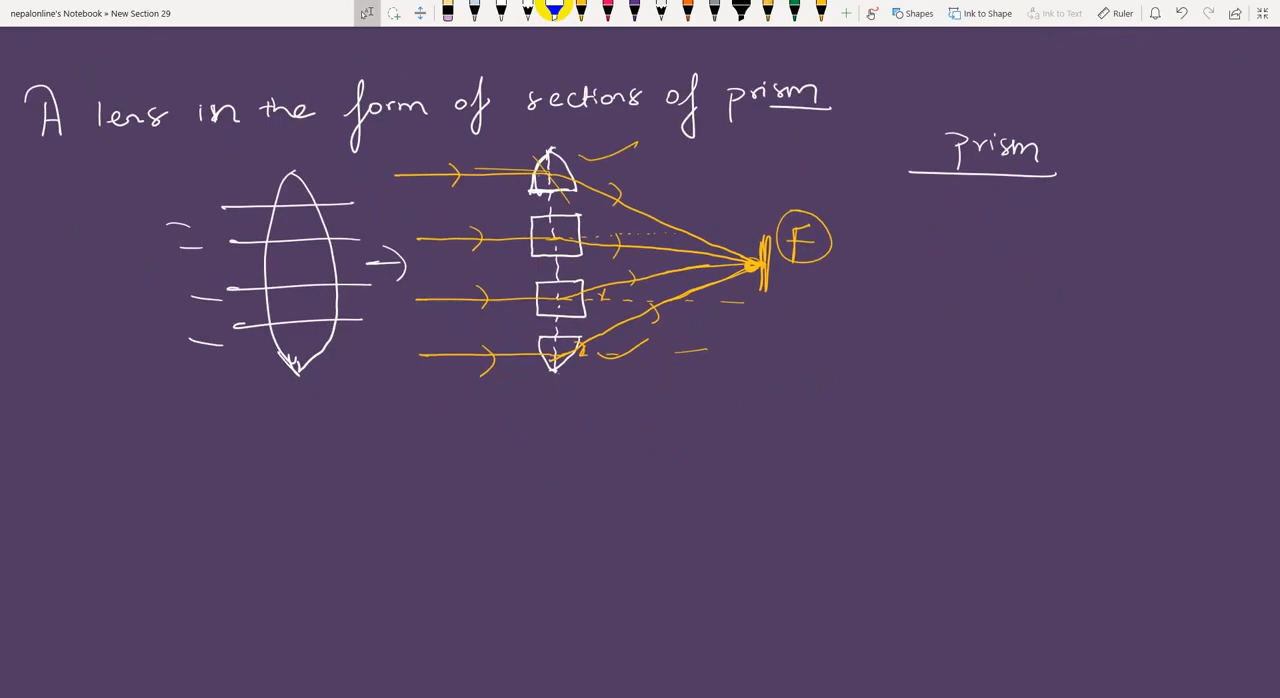 nepalonline's Notebook » New Section 29
Shapes
Ink to Shape
Ink to Text
Ruler
A lens in the form of sections of prism
prism
F